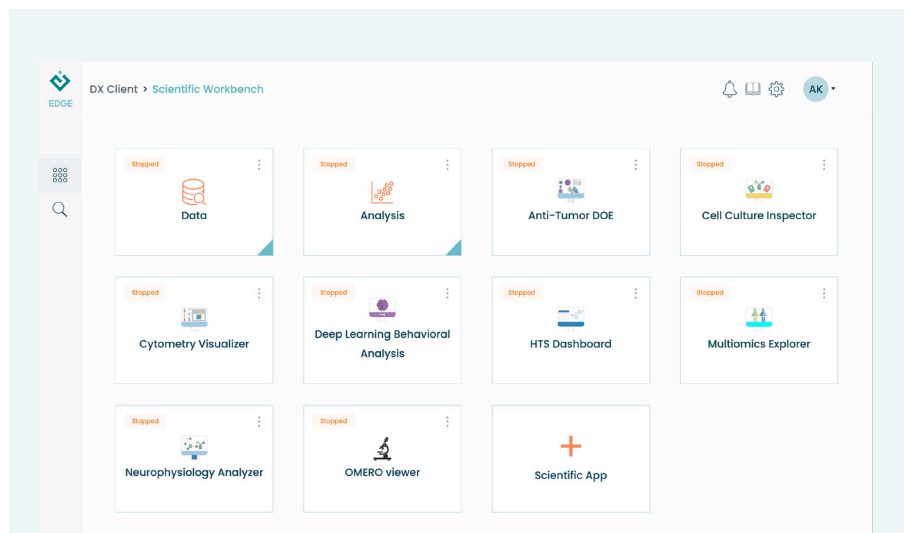 EDGE
DX Client > Scientific Workbench
AK
Stopped
Data
Stopped
Analysis
Stopped
Anti-Tumor DOE
Stopped
Cell Culture Inspector
Stopped
Cytometry Visualizer
Stopped
Deep Learning Behavioral
Analysis
Stopped
HTS Dashboard
Stopped
Multiomics Explorer
Stopped
Neurophysiology Analyzer
Stopped
OMERO viewer
Scientific App